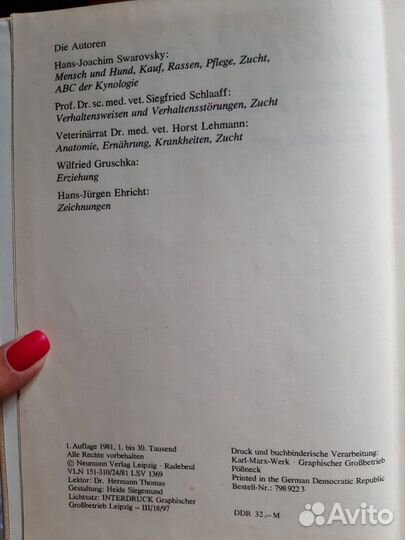 Die Autoren
Hans-Joachim Swarovsky:
Mensch und Hund, Kauf, Rassen, Pflege, Zucht,
ABC der Kynologie
Prof. Dr. sc. med. vet. Siegfried Schlaaff:
Verhaltensweisen und Verhaltensstörungen, Zucht
Veterinärrat Dr. med. vet. Horst Lehmann:
Anatomie, Ernährung, Krankheiten, Zucht
Wilfried Gruschka:
Erziehung
Hans-Jürgen Ehricht:
Zeichnungen
1. Auflage 1981, 1. bis 30. Tausend
Alle Rechte vorbehalten
© Neumann Verlag Leipzig · Radebeul
VLN 151-310/24/81 LSV 1369
Lektor: Dr. Hermann Thomas
Gestaltung: Heide Siegemund
Lichtsatz: INTERDRUCK Graphischer
Großbetrieb Leipzig – III/18/97
Druck und buchbinderische Verarbeitung:
Karl-Marx-Werk · Graphischer Großbetrieb
Pößneck
Printed in the German Democratic Republic
Bestell-Nr.: 798 922 3
DDR 32,– M
Avito